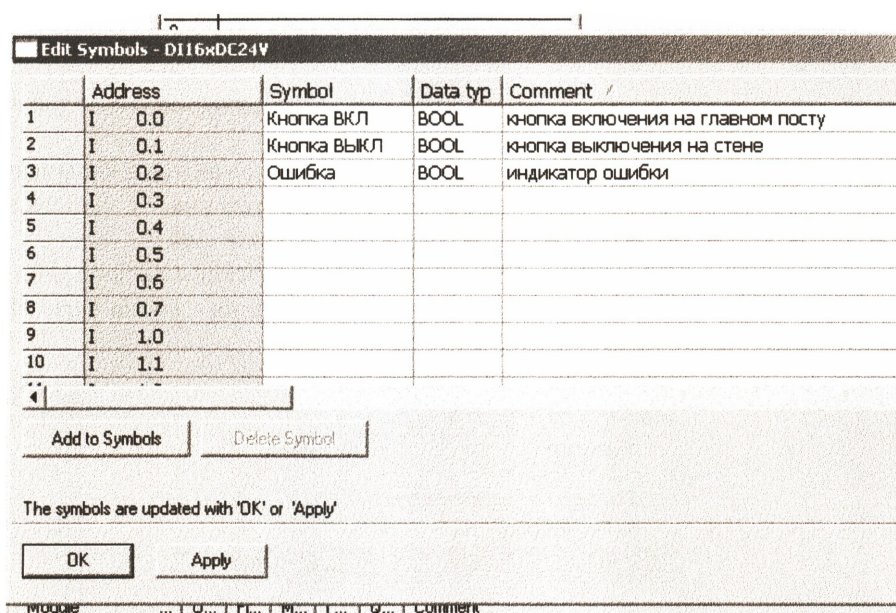 Edit Symbols - DI16xDC24V
Address Symbol Data typ Comment
1 I 0.0 Кнопка ВКЛ BOOL кнопка включения на главном посту
2 I 0.1 Кнопка ВЫКЛ BOOL кнопка выключения на стене
3 I 0.2 Ошибка BOOL индикатор ошибки
4 I 0.3
5 I 0.4
6 I 0.5
7 I 0.6
8 I 0.7
9 I 1.0
10 I 1.1
Add to Symbols Delete Symbol
The symbols are updated with 'OK' or 'Apply'
OK Apply
Module ... Comment